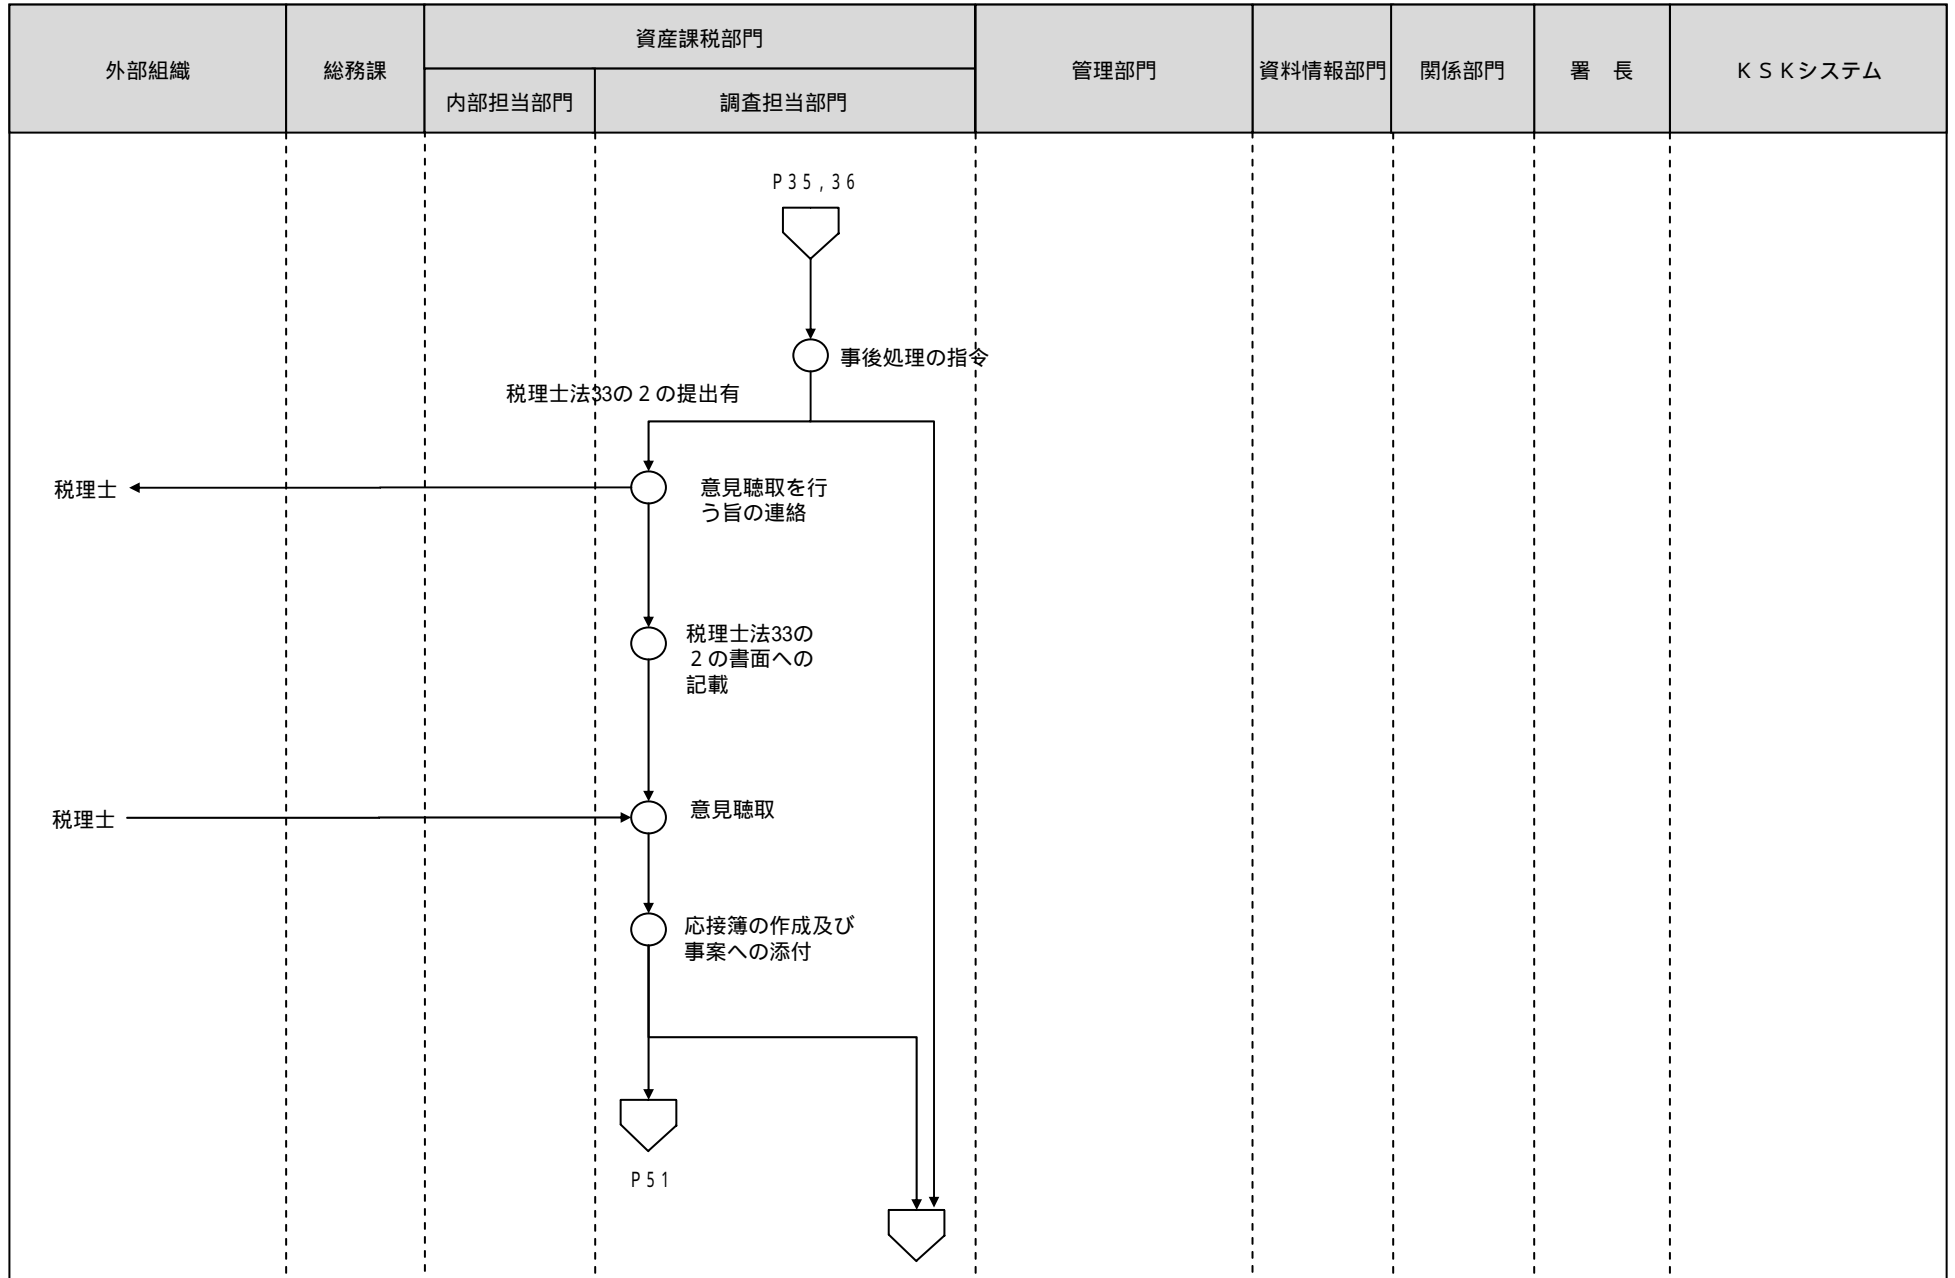 外部組織
総務課
資産課税部門
内部担当部門
調査担当部門
管理部門
資料情報部門
関係部門
署　長
ＫＳＫシステム
P35,36
事後処理の指令
税理士法33の２の提出有
税理士
意見聴取を行
う旨の連絡
税理士法33の
２の書面への
記載
税理士
意見聴取
応接簿の作成及び
事案への添付
P51